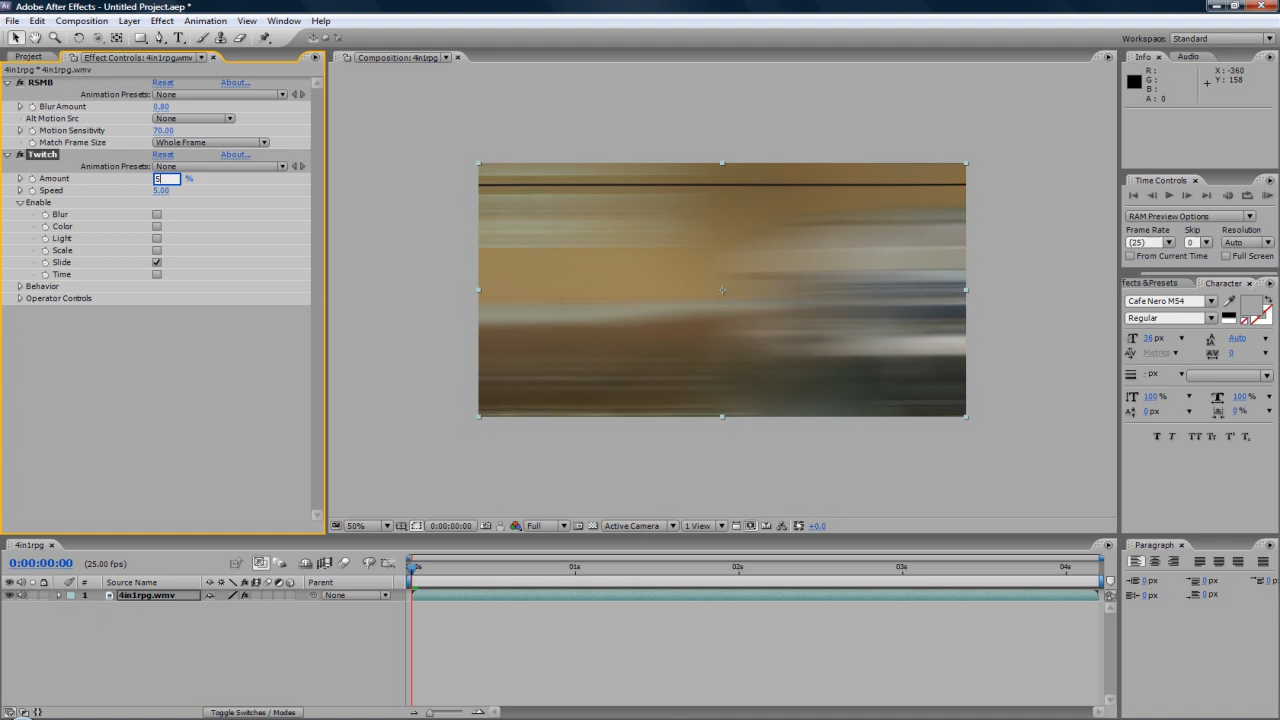 Adobe After Effects - Untitled Project.aep *
File Edit Composition Layer Effect Animation View Window Help
Workspace: Standard
Project Effect Controls: 4in1rpg.wmv
Composition: 4in1rpg
Info Audio
4in1rpg * 4in1rpg.wmv
RSMB Reset About...
Animation Presets: None
Blur Amount 0.80
Alt Motion Src None
Motion Sensitivity 70.00
Match Frame Size Whole Frame
Twitch Reset About...
Animation Presets: None
Amount 5 %
Speed 5.00
Enable
Blur
Color
Light
Scale
Slide
Time
Behavior
Operator Controls
R :
G :
B :
A : 0
X : -360
Y : 158
Time Controls
RAM Preview Options
Frame Rate Skip Resolution
(25) 0 Auto
From Current Time Full Screen
ffects &Presets Character
Cafe Nero M54
Regular
36 px Auto
Metrics 0
- px
100 % 100 %
0 px 0 %
T T TT Tr T¹ T₁
50% 0:00:00:00 Full Active Camera 1 View +0.0
4in1rpg
0:00:00:00 (25.00 fps)
# Source Name Parent
1 4in1rpg.wmv None
0s 01s 02s 03s 04s
Toggle Switches / Modes
Paragraph
0 px 0 px 0 px
0 px 0 px